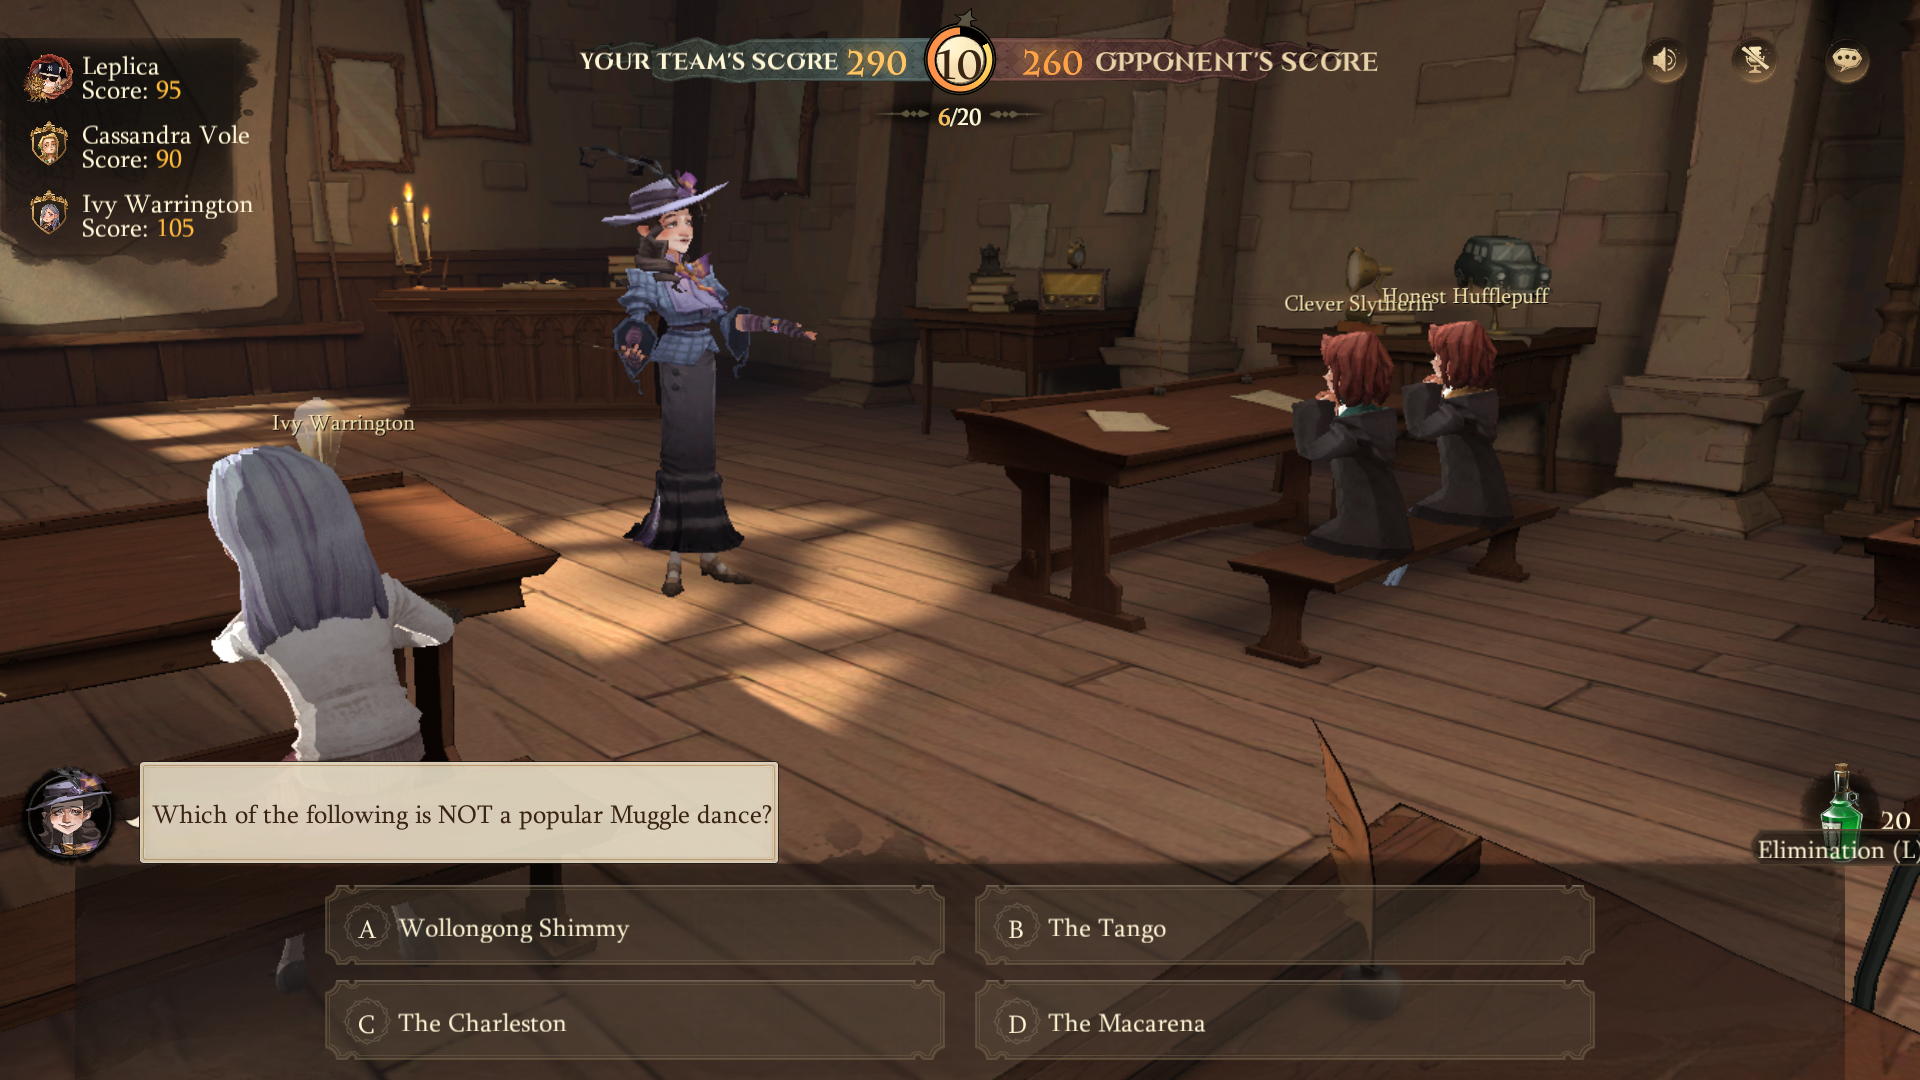 Leplica
Score: 95
Cassandra Vole
Score: 90
Ivy Warrington
Score: 105
YOUR TEAM'S SCORE 290
10
260 OPPONENT'S SCORE
6/20
Clever Slytherin
Honest Hufflepuff
Ivy Warrington
Which of the following is NOT a popular Muggle dance?
20
Elimination (L)
A Wollongong Shimmy
B The Tango
C The Charleston
D The Macarena